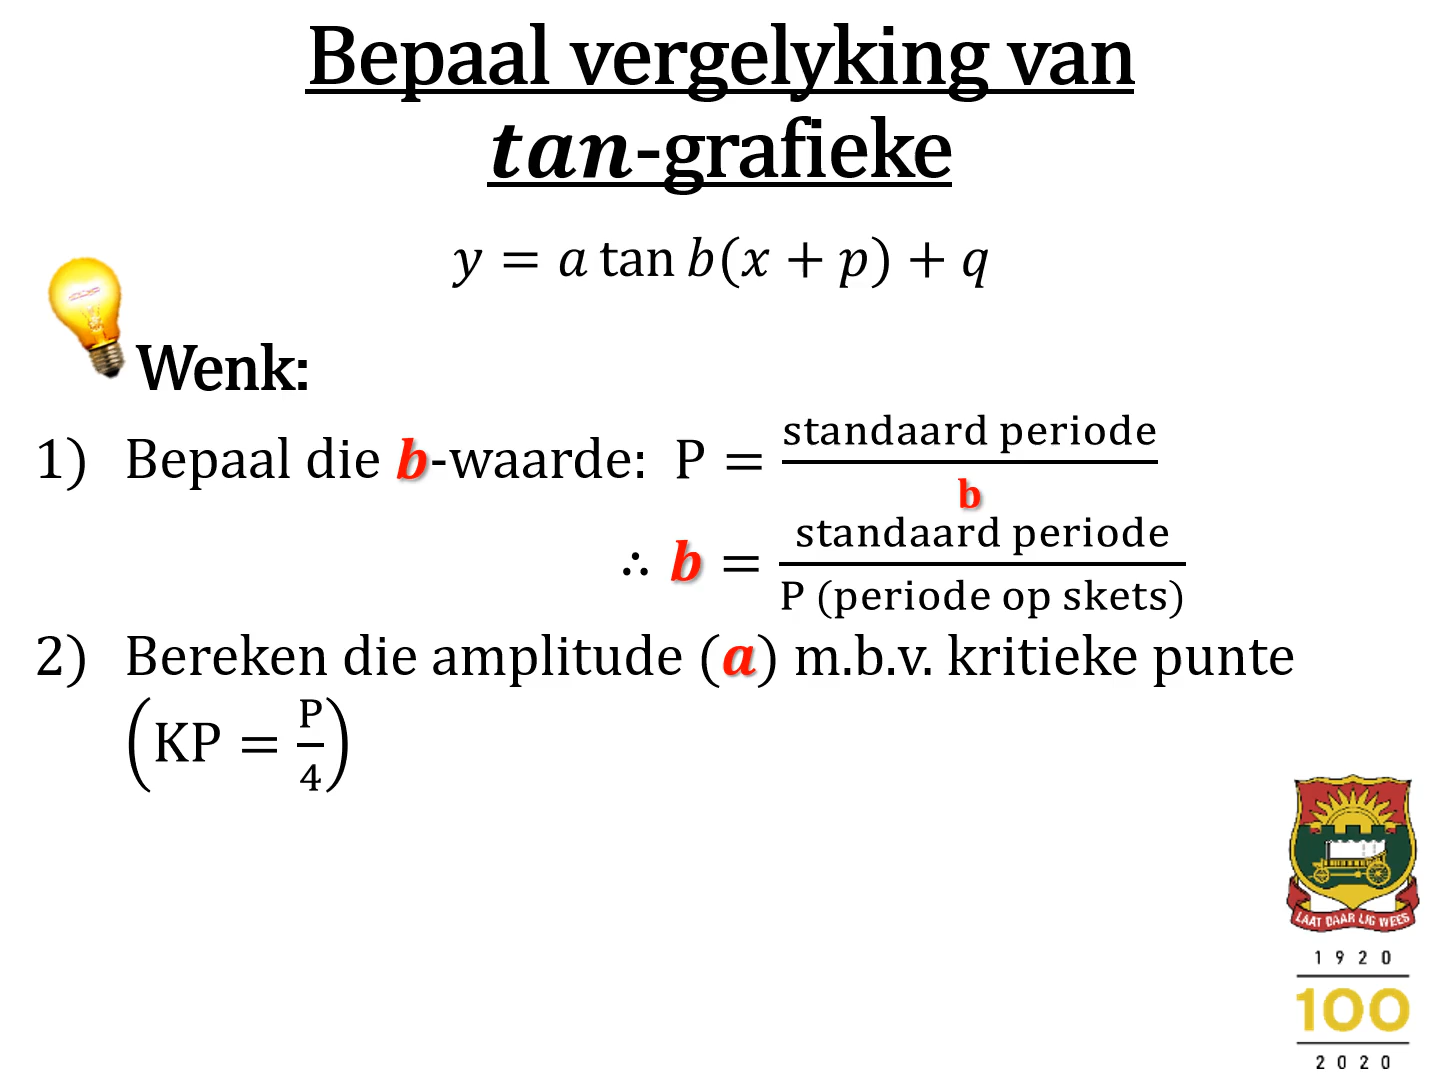 Bepaal vergelyking van
tan-grafieke
y = a tan b(x + p) + q
Wenk:
1) Bepaal die b-waarde: P = standaard periode / b
∴ b = standaard periode / P (periode op skets)
2) Bereken die amplitude (a) m.b.v. kritieke punte
(KP = P/4)
LAAT DAAR LIG WEES
1920
100
2020